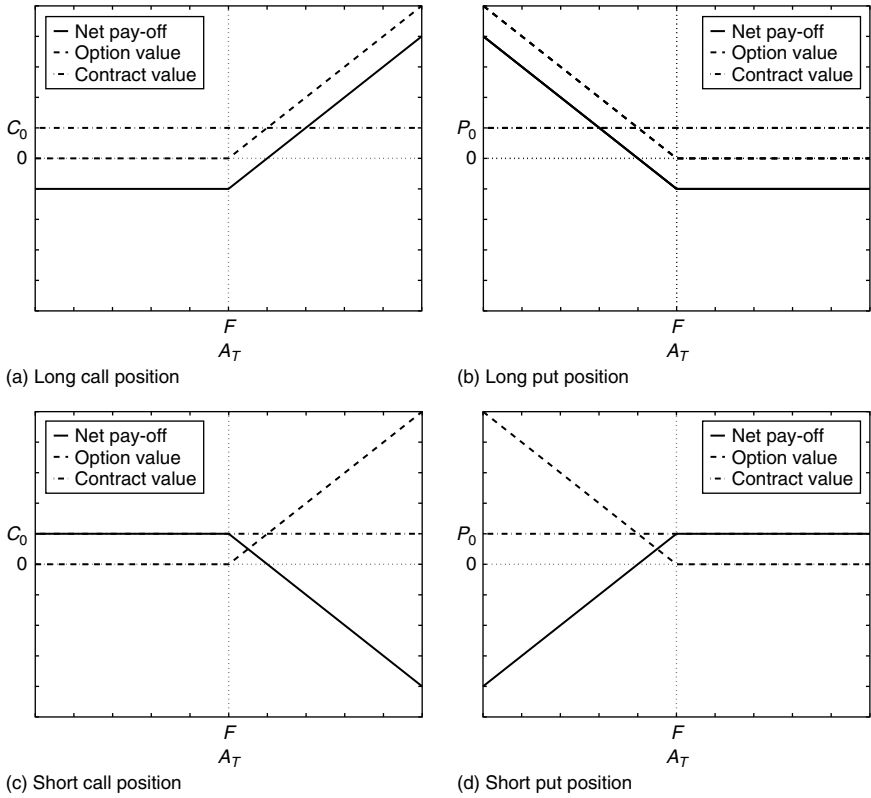 Net pay-off
Option value
Contract value
C0
0
F
AT
(a) Long call position
Net pay-off
Option value
Contract value
P0
0
F
AT
(b) Long put position
Net pay-off
Option value
Contract value
C0
0
F
AT
(c) Short call position
Net pay-off
Option value
Contract value
P0
0
F
AT
(d) Short put position